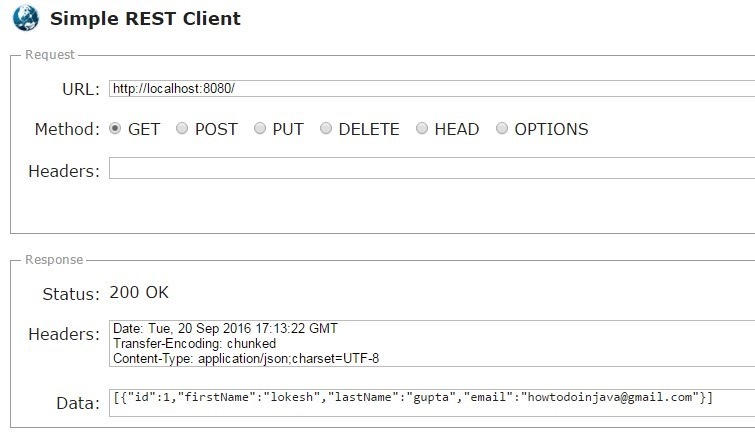 Simple REST Client
Request
URL: http://localhost:8080/
Method: GET POST PUT DELETE HEAD OPTIONS
Headers:
Response
Status: 200 OK
Headers: Date: Tue, 20 Sep 2016 17:13:22 GMT
Transfer-Encoding: chunked
Content-Type: application/json;charset=UTF-8
Data: [{"id":1,"firstName":"lokesh","lastName":"gupta","email":"howtodoinjava@gmail.com"}]